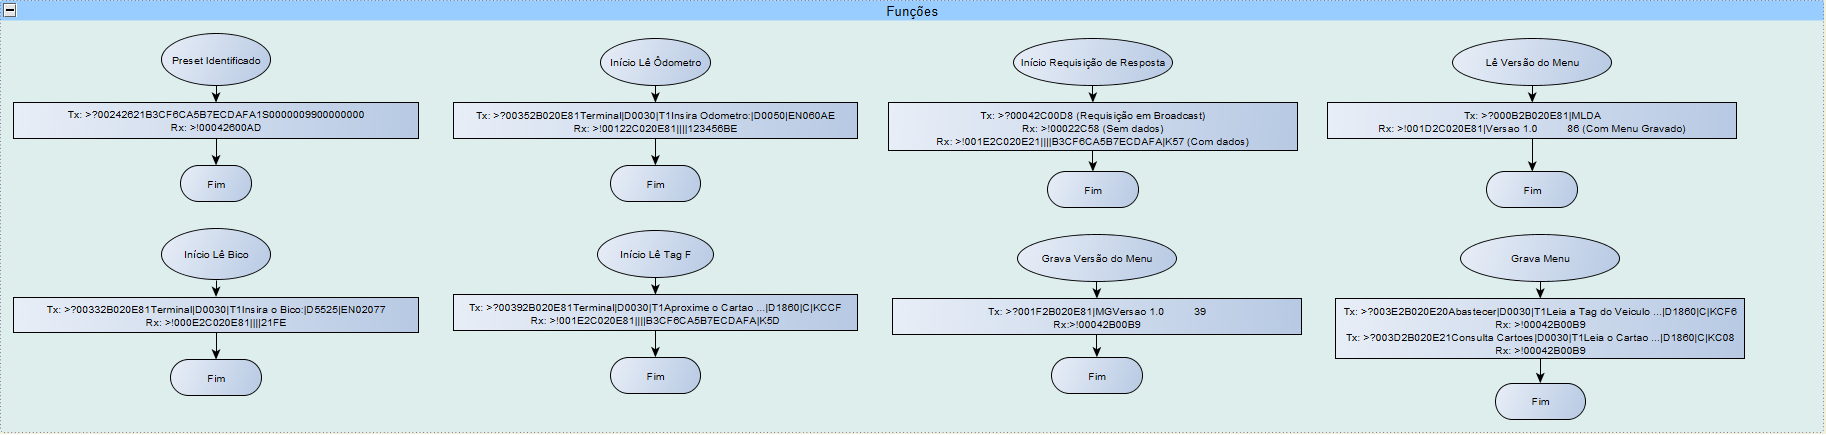 Funções
Preset Identificado
Tx: >?00242621B3CF6CA5B7ECDAFA1S0000009900000000
Rx: >!00042600AD
Fim
Início Lê Ôdometro
Tx: >?00352B020E81Terminal|D0030|T1Insira Odometro:|D0050|EN060AE
Rx: >!00122C020E81||||123456BE
Fim
Início Requisição de Resposta
Tx: >?00042C00D8 (Requisição em Broadcast)
Rx: >!00022C58 (Sem dados)
Rx: >!001E2C020E21||||B3CF6CA5B7ECDAFA|K57 (Com dados)
Fim
Lê Versão do Menu
Tx: >?000B2B020E81|MLDA
Rx: >!001D2C020E81|Versao 1.0 86 (Com Menu Gravado)
Fim
Início Lê Bico
Tx: >?00332B020E81Terminal|D0030|T1Insira o Bico:|D5525|EN02077
Rx: >!000E2C020E81||||21FE
Fim
Início Lê Tag F
Tx: >?00392B020E81Terminal|D0030|T1Aproxime o Cartao ...|D1860|C|KCCF
Rx: >!001E2C020E81||||B3CF6CA5B7ECDAFA|K5D
Fim
Grava Versão do Menu
Tx: >?001F2B020E81|MGVersao 1.0 39
Rx:>!00042B00B9
Fim
Grava Menu
Tx: >?003E2B020E20Abastecer|D0030|T1Leia a Tag do Veiculo ...|D1860|C|KCF6
Rx: >!00042B00B9
Tx: >?003D2B020E21Consulta Cartoes|D0030|T1Leia o Cartao ...|D1860|C|KC08
Rx: >!00042B00B9
Fim